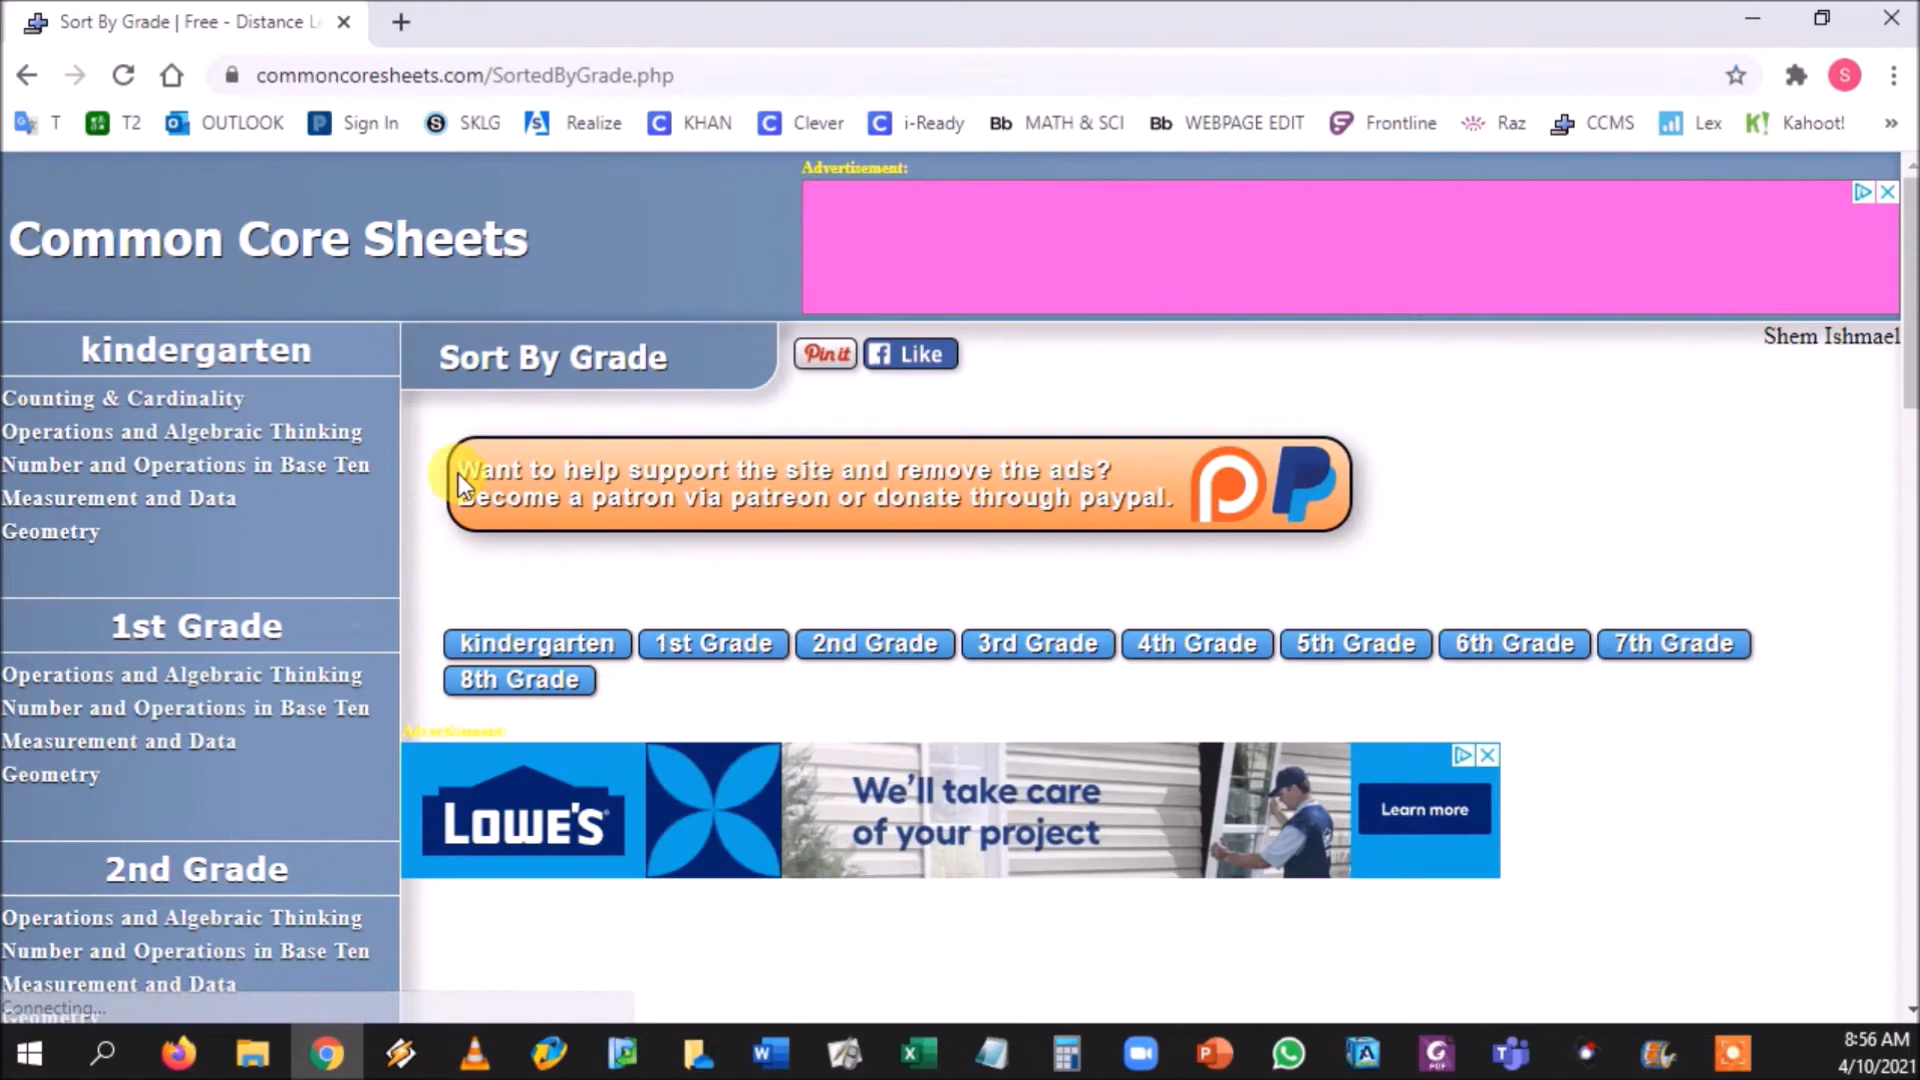 Sort By Grade | Free - Distance Le
commoncoresheets.com/SortedByGrade.php
S
T
T2
OUTLOOK
Sign In
SKLG
Realize
KHAN
Clever
i-Ready
Bb MATH & SCI
Bb WEBPAGE EDIT
Frontline
Raz
CCMS
Lex
Kahoot!
»
Advertisement:
Common Core Sheets
Shem Ishmael
kindergarten
Counting & Cardinality
Operations and Algebraic Thinking
Number and Operations in Base Ten
Measurement and Data
Geometry
1st Grade
Operations and Algebraic Thinking
Number and Operations in Base Ten
Measurement and Data
Geometry
2nd Grade
Operations and Algebraic Thinking
Number and Operations in Base Ten
Measurement and Data
Geometry
Connecting...
Sort By Grade
Pin it
Like
Want to help support the site and remove the ads?
Become a patron via patreon or donate through paypal.
kindergarten 1st Grade 2nd Grade 3rd Grade 4th Grade 5th Grade 6th Grade 7th Grade
8th Grade
Advertisement:
LOWE'S
We'll take care
of your project
Learn more
8:56 AM
4/10/2021